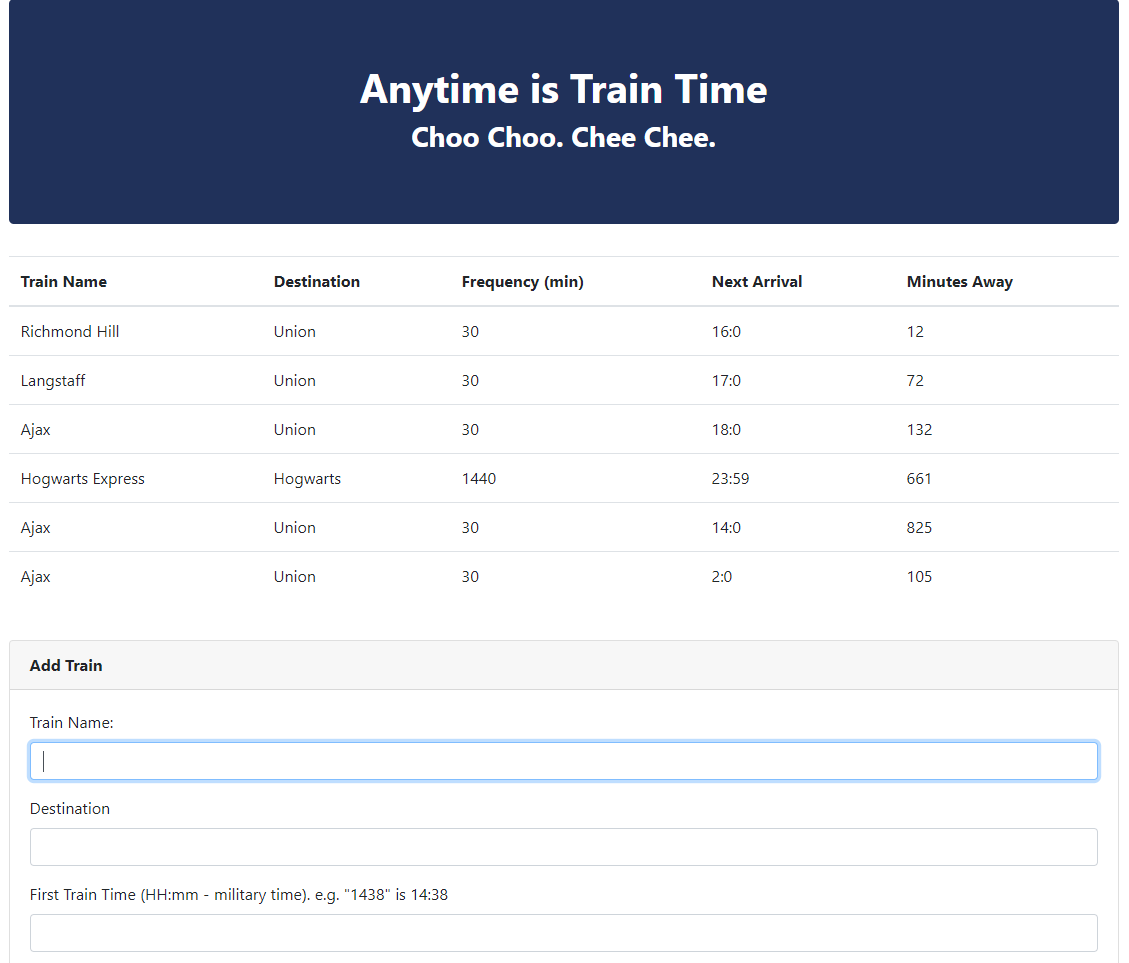 Anytime is Train Time
Choo Choo. Chee Chee.
Train Name Destination Frequency (min) Next Arrival Minutes Away
Richmond Hill Union 30 16:0 12
Langstaff Union 30 17:0 72
Ajax Union 30 18:0 132
Hogwarts Express Hogwarts 1440 23:59 661
Ajax Union 30 14:0 825
Ajax Union 30 2:0 105
Add Train
Train Name:
Destination
First Train Time (HH:mm - military time). e.g. "1438" is 14:38